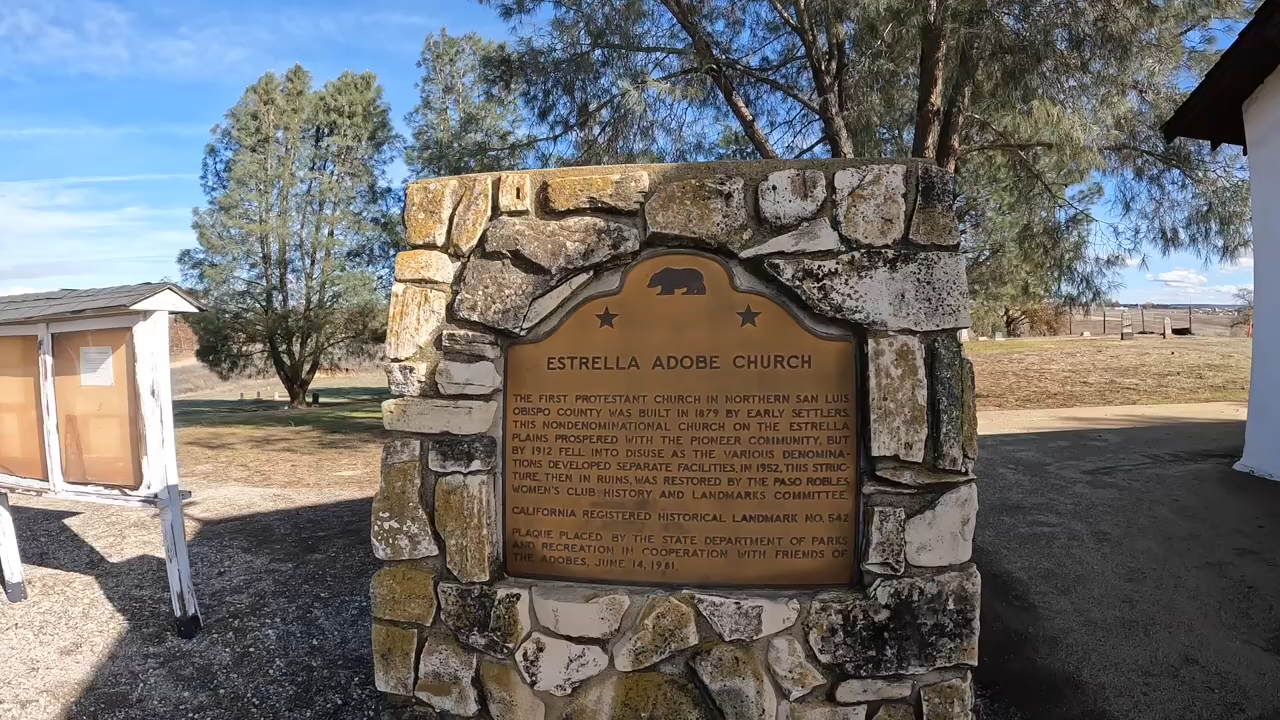 ESTRELLA ADOBE CHURCH
THE FIRST PROTESTANT CHURCH IN NORTHERN SAN LUIS
OBISPO COUNTY WAS BUILT IN 1879 BY EARLY SETTLERS.
THIS NONDENOMINATIONAL CHURCH ON THE ESTRELLA
PLAINS PROSPERED WITH THE PIONEER COMMUNITY, BUT
BY 1912 FELL INTO DISUSE AS THE VARIOUS DENOMINA-
TIONS DEVELOPED SEPARATE FACILITIES. IN 1952, THIS STRUC-
TURE, THEN IN RUINS, WAS RESTORED BY THE PASO ROBLES
WOMEN'S CLUB HISTORY AND LANDMARKS COMMITTEE.
CALIFORNIA REGISTERED HISTORICAL LANDMARK NO. 542
PLAQUE PLACED BY THE STATE DEPARTMENT OF PARKS
AND RECREATION IN COOPERATION WITH FRIENDS OF
THE ADOBES, JUNE 14, 1981.